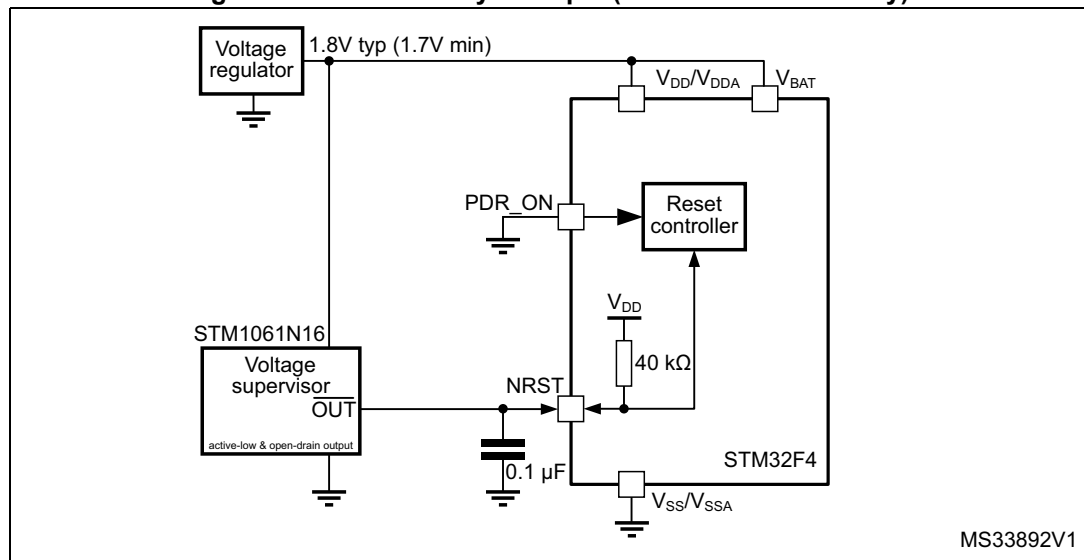 Voltage
regulator
1.8V typ (1.7V min)
VDD/VDDA
VBAT
PDR_ON
Reset
controller
VDD
STM1061N16
Voltage
supervisor
OUT
active-low & open-drain output
NRST
40 kΩ
0.1 µF
STM32F4
VSS/VSSA
MS33892V1